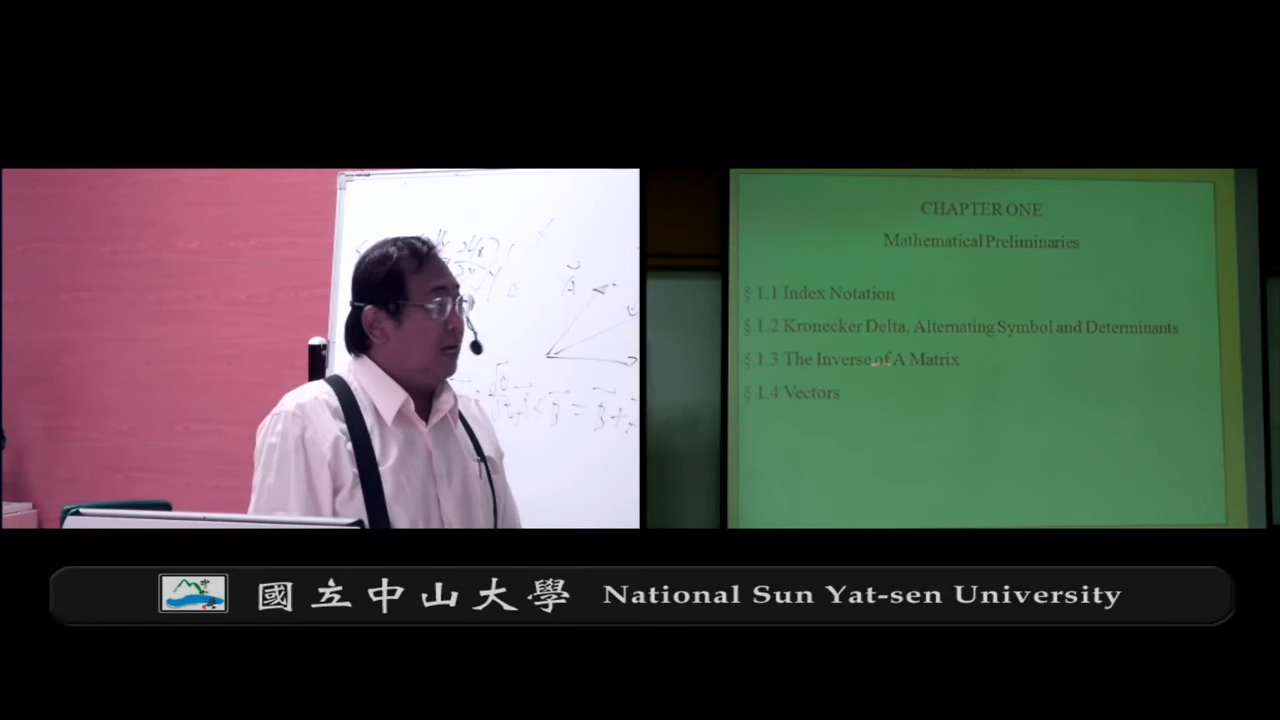 CHAPTER ONE
Mathematical Preliminaries
§ 1.1 Index Notation
§ 1.2 Kronecker Delta, Alternating Symbol and Determinants
§ 1.3 The Inverse of A Matrix
§ 1.4 Vectors
國立中山大學 National Sun Yat-sen University